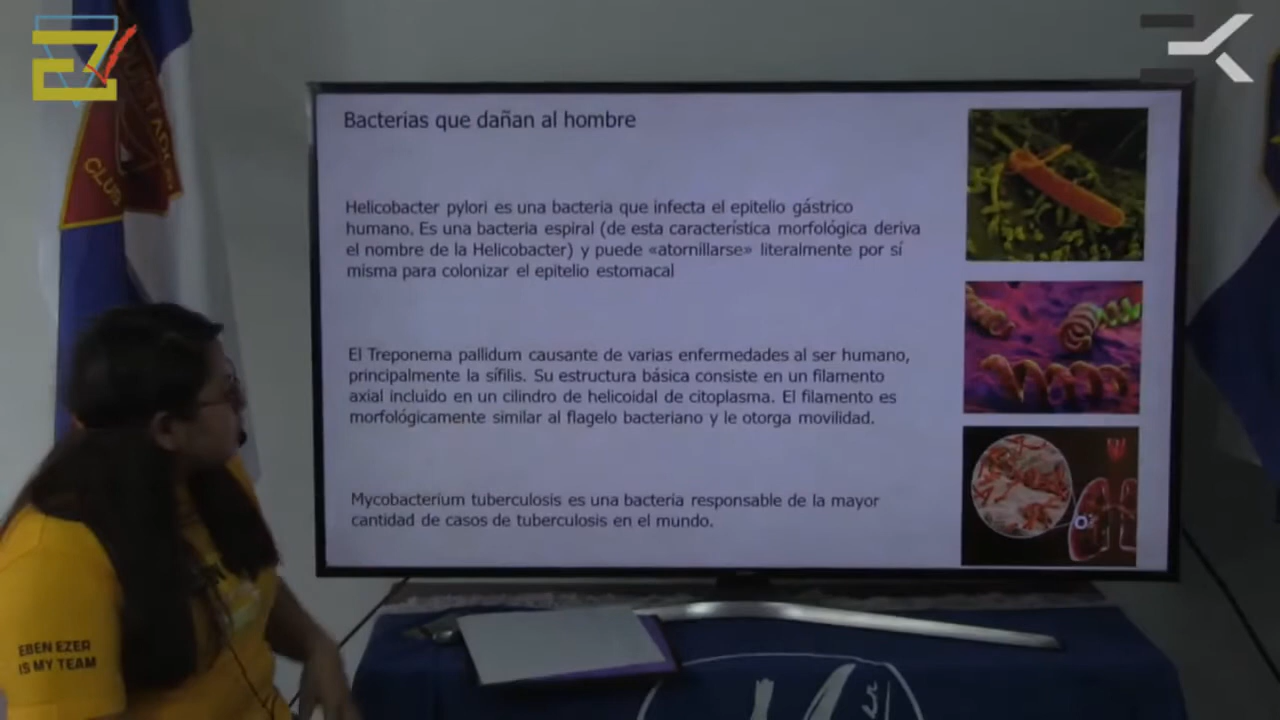 Bacterias que dañan al hombre
Helicobacter pylori es una bacteria que infecta el epitelio gástrico
humano. Es una bacteria espiral (de esta característica morfológica deriva
el nombre de la Helicobacter) y puede «atornillarse» literalmente por sí
misma para colonizar el epitelio estomacal
El Treponema pallidum causante de varias enfermedades al ser humano,
principalmente la sífilis. Su estructura básica consiste en un filamento
axial incluido en un cilindro de helicoidal de citoplasma. El filamento es
morfológicamente similar al flagelo bacteriano y le otorga movilidad.
Mycobacterium tuberculosis es una bacteria responsable de la mayor
cantidad de casos de tuberculosis en el mundo.
EBEN EZER
IS MY TEAM